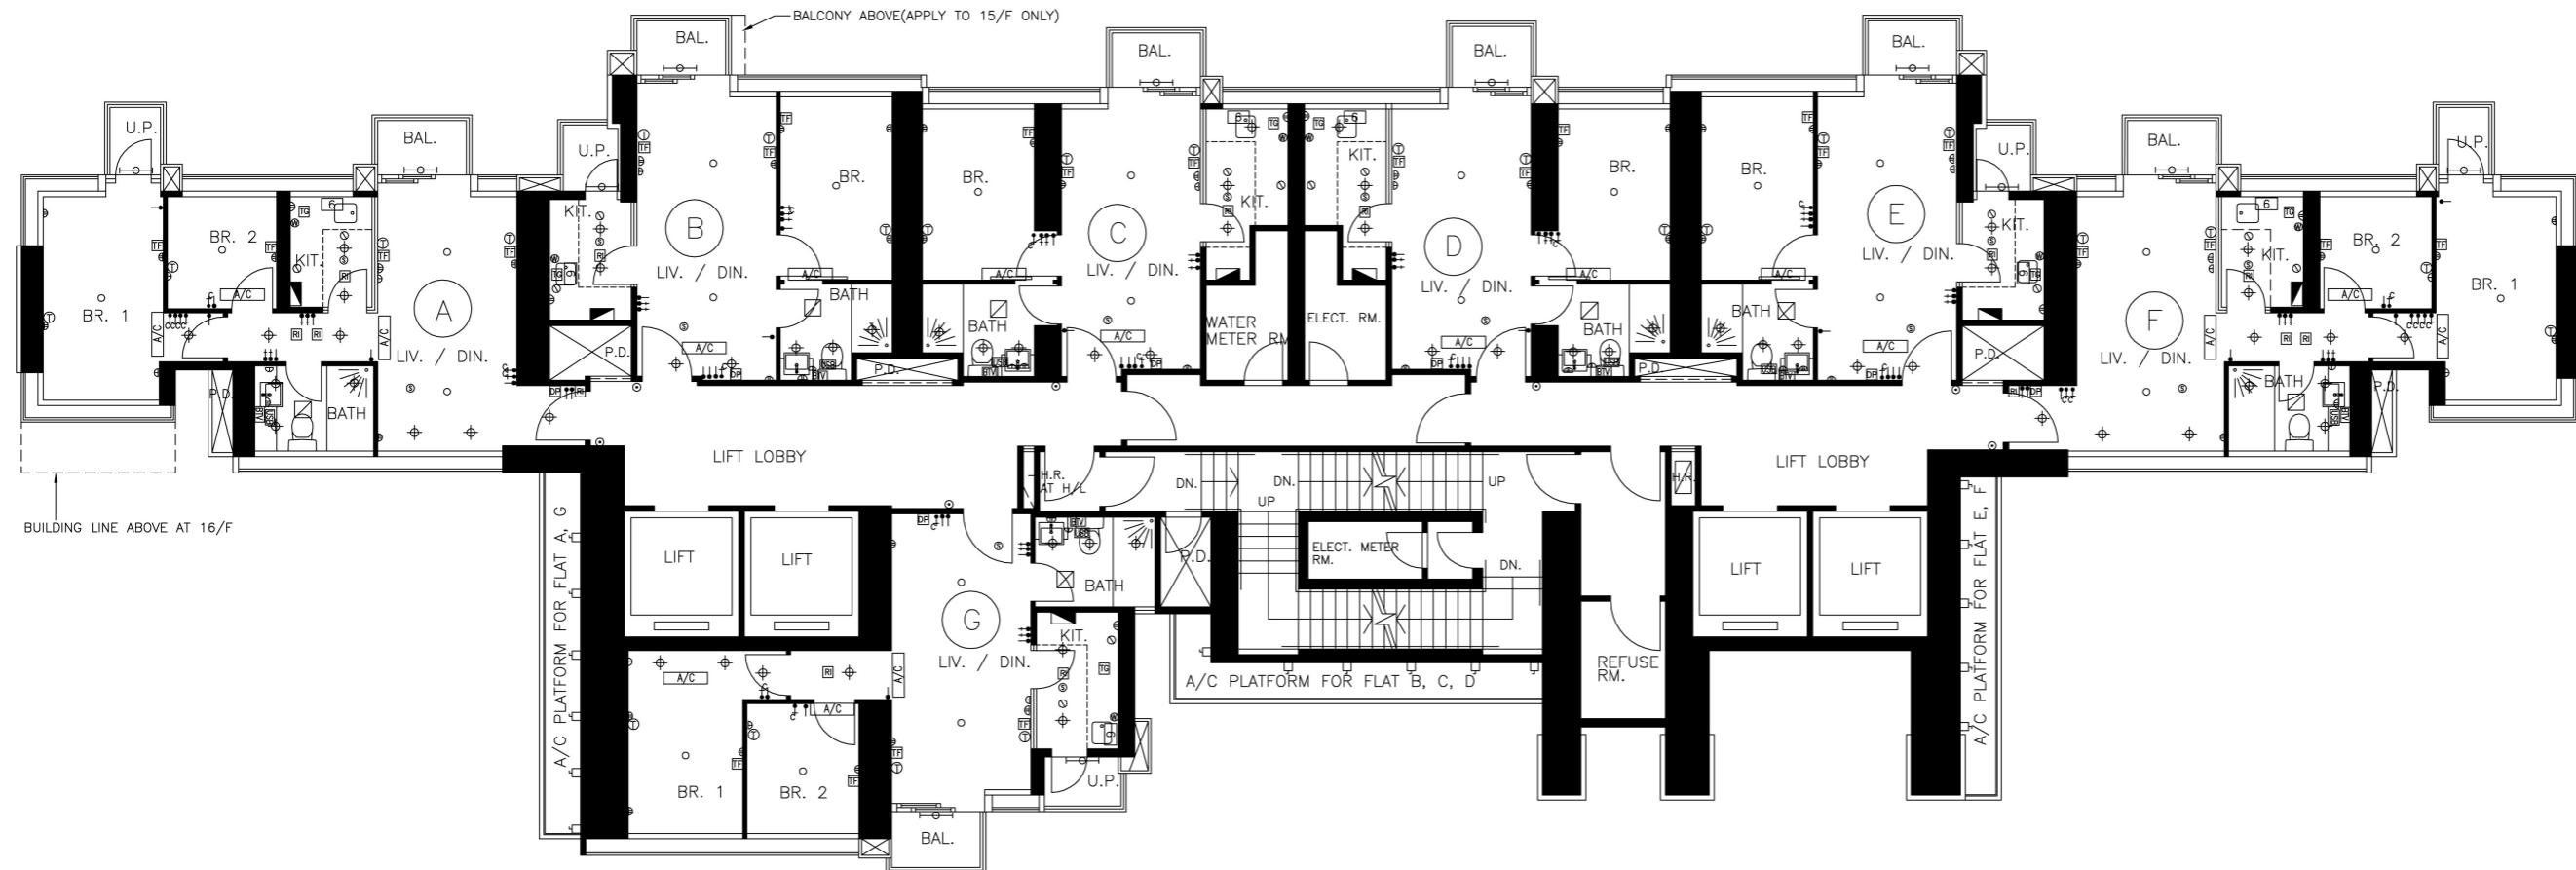 BALCONY ABOVE(APPLY TO 15/F ONLY)
BAL.
BAL.
BAL.
BAL.
U.P.
BAL.
U.P.
U.P.
BAL.
U.P.
BR. 1
BR. 2
KIT.
A
LIV. / DIN.
BATH
P.D.
KIT.
B
LIV. / DIN.
BR.
BATH
P.D.
BR.
BATH
P.D.
C
LIV. / DIN.
KIT.
WATER
METER RM.
ELECT. RM.
KIT.
D
LIV. / DIN.
BR.
BATH
P.D.
BR.
BATH
E
LIV. / DIN.
KIT.
P.D.
F
LIV. / DIN.
KIT.
BR. 2
BR. 1
BATH
P.D.
A/C
A/C
A/C
A/C
A/C
A/C
A/C
A/C
A/C
A/C
A/C
A/C
A/C
A/C
BUILDING LINE ABOVE AT 16/F
LIFT LOBBY
H.R.
AT H/L
DN.
UP
DN.
UP
DN.
ELECT. METER
RM.
H.R.
LIFT LOBBY
LIFT
LIFT
LIFT
LIFT
A/C PLATFORM FOR FLAT A, G
A/C PLATFORM FOR FLAT E, F
G
LIV. / DIN.
BATH
P.D.
KIT.
U.P.
BR. 1
BR. 2
A/C
A/C
A/C
BAL.
A/C PLATFORM FOR FLAT B, C, D
REFUSE
RM.